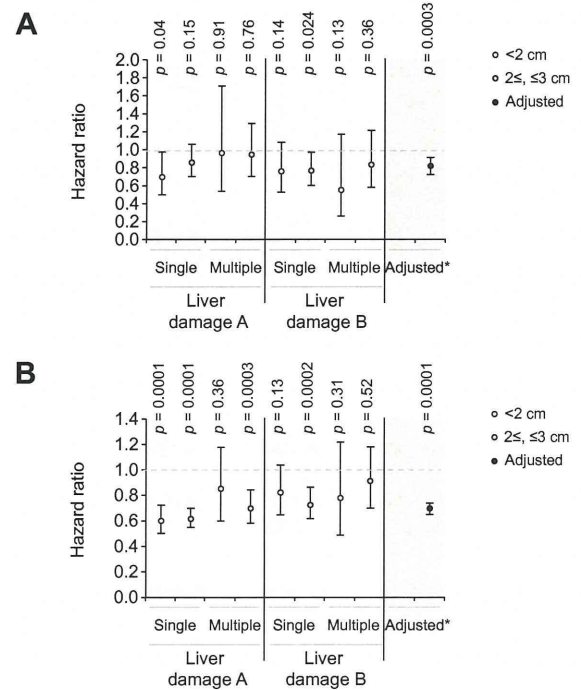 A
p = 0.04
p = 0.15
p = 0.91
p = 0.76
p = 0.14
p = 0.024
p = 0.13
p = 0.36
p = 0.0003
Hazard ratio
2.0
1.8
1.6
1.4
1.2
1.0
0.8
0.6
0.4
0.2
0.0
<2 cm
2≤, ≤3 cm
Adjusted
Single Multiple Single Multiple Adjusted*
Liver Liver
damage A damage B
B
p = 0.0001
p = 0.0001
p = 0.36
p = 0.0003
p = 0.13
p = 0.0002
p = 0.31
p = 0.52
p = 0.0001
Hazard ratio
1.4
1.2
1.0
0.8
0.6
0.4
0.2
0.0
<2 cm
2≤, ≤3 cm
Adjusted
Single Multiple Single Multiple Adjusted*
Liver Liver
damage A damage B